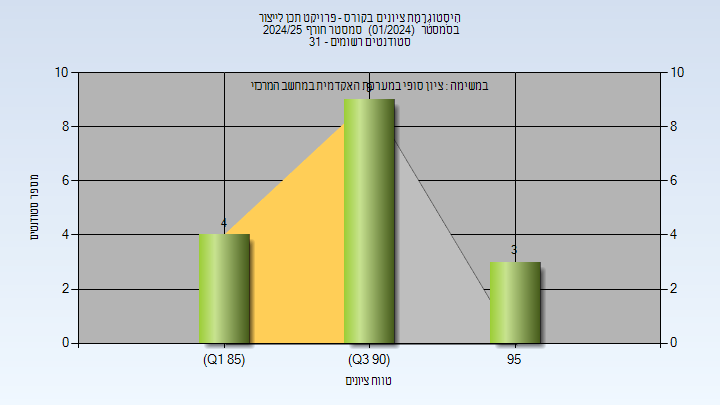 היסטוגרמת ציונים בקורס - פרויקט תכן לייצור
בסמסטר (01/2024) סמסטר חורף 2024/25
סטודנטים רשומים - 31
במשימה : ציון סופי במערכת האקדמית במחשב המרכזי
מספר סטודנטים
10
8
6
4
2
0
10
8
6
4
2
0
4
9
3
(Q1 85)
(Q3 90)
95
טווח ציונים